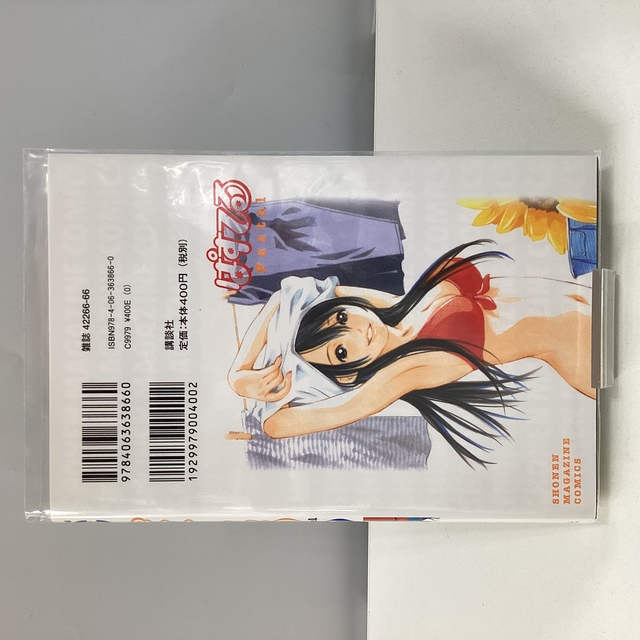 ぱすてる
Pastel
雑誌 42266-66
ISBN978-4-06-363866-0
C9979 ¥400E (0)
講談社
定価:本体400円(税別)
9784063638660
1929979004002
SHONEN
MAGAZINE
COMICS